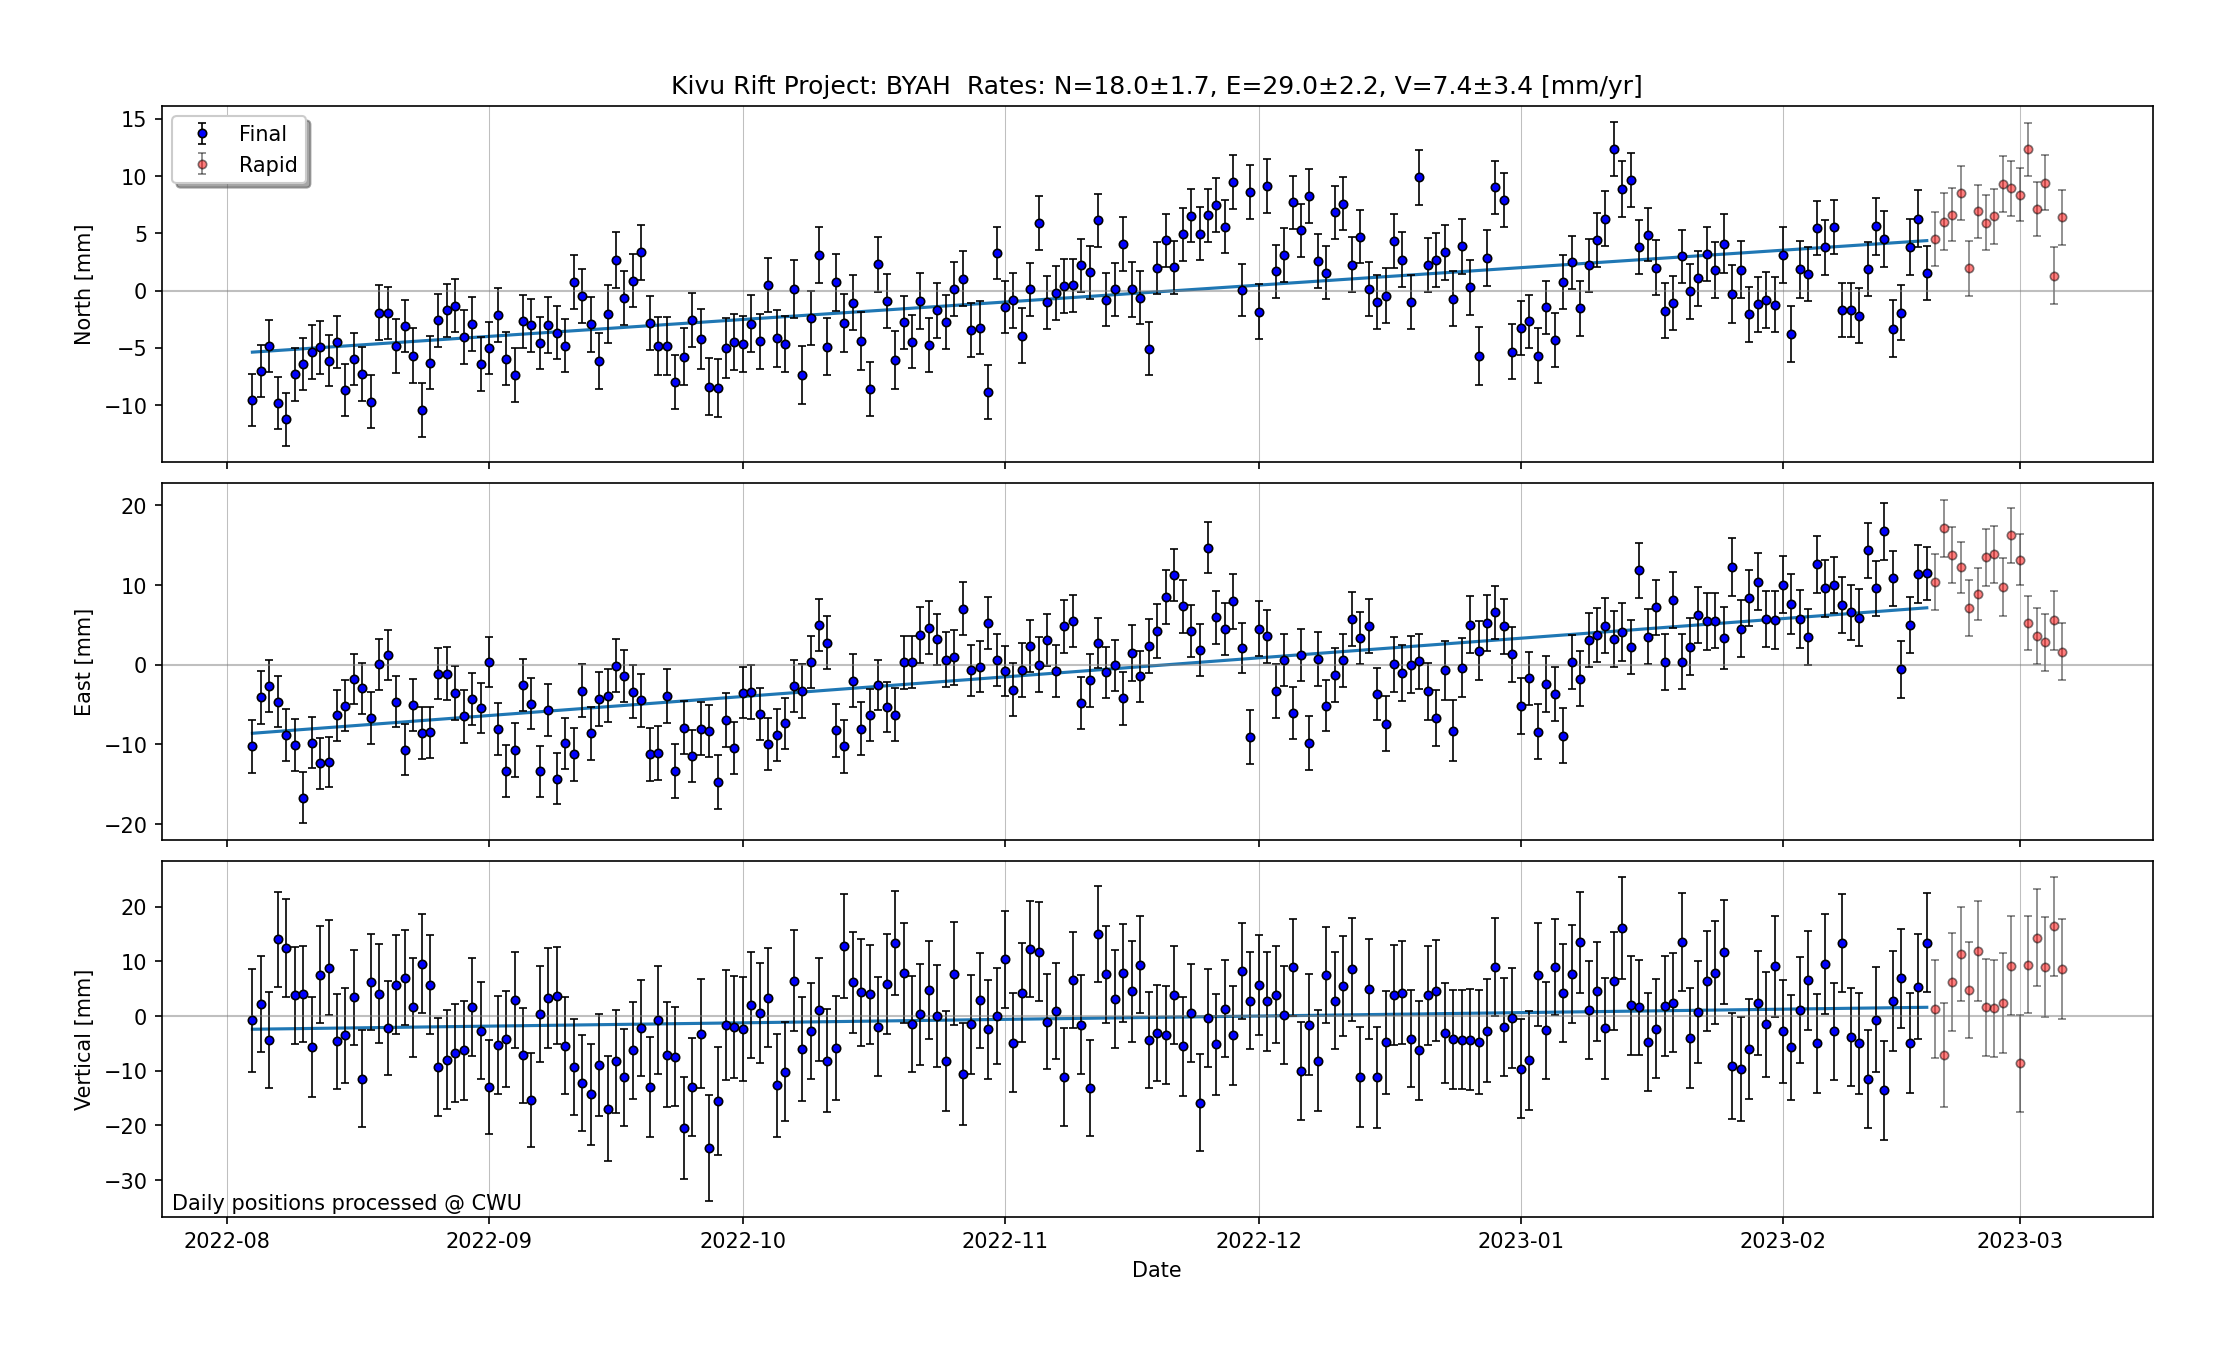 Kivu Rift Project: BYAH  Rates: N=18.0±1.7, E=29.0±2.2, V=7.4±3.4 [mm/yr]
Final
Rapid
North [mm]
15
10
5
0
−5
−10
East [mm]
20
10
0
−10
−20
Vertical [mm]
20
10
0
−10
−20
−30
Daily positions processed @ CWU
2022-08 2022-09 2022-10 2022-11 2022-12 2023-01 2023-02 2023-03
Date